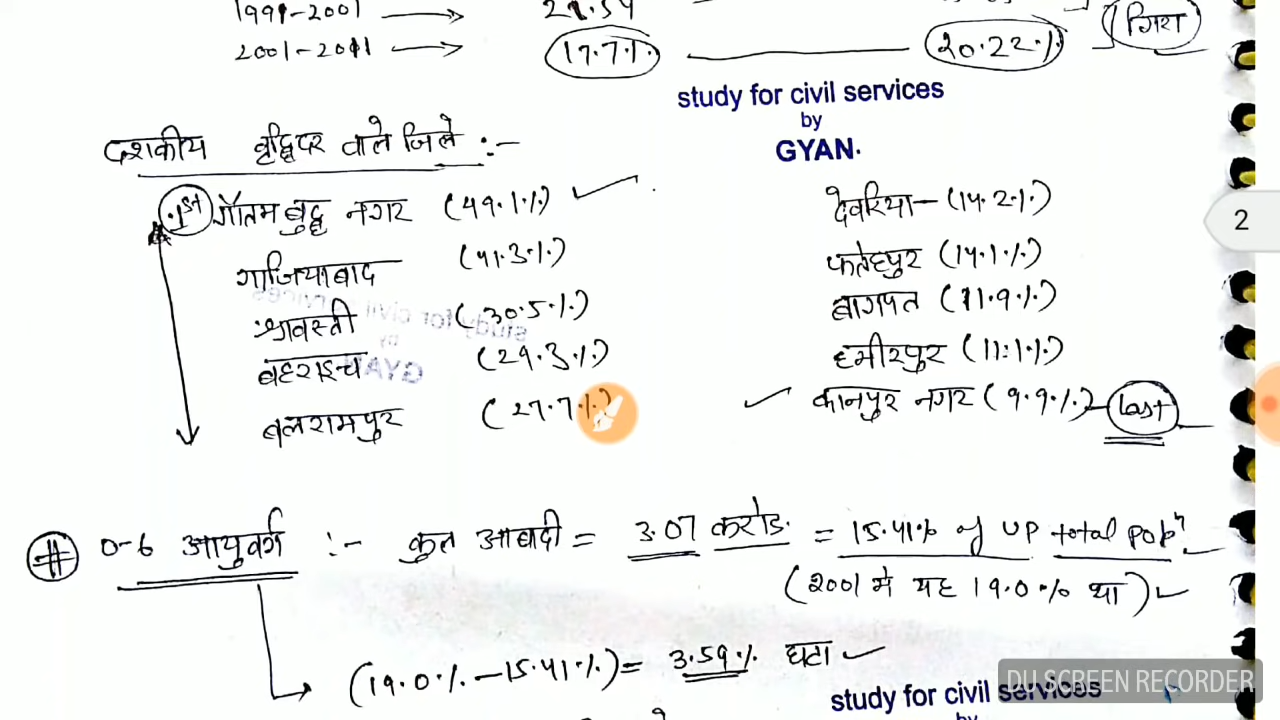 1991-2001
2001-2011 → 17.7%. 20.22% गिरा
study for civil services
by
GYAN.
दशकीय वृद्धिदर वाले जिले :-
1st गौतम बुद्ध नगर (49.1%)
गाजियाबाद (41.3%)
श्रावस्ती (30.5%)
बहराइच (29.3%)
बलरामपुर (27.7%)
देवरिया- (14.2%)
फतेहपुर (14.1%)
बागपत (11.9%)
हमीरपुर (11.1%)
कानपुर नगर (9.9%) - last
2
# 0-6 आयुवर्ग :- कुल आबादी = 3.07 करोड. = 15.41% of UP total popⁿ
(2001 में यह 19.0% था)
(19.0% - 15.41%) = 3.59% घटा
study for civil services
DU SCREEN RECORDER